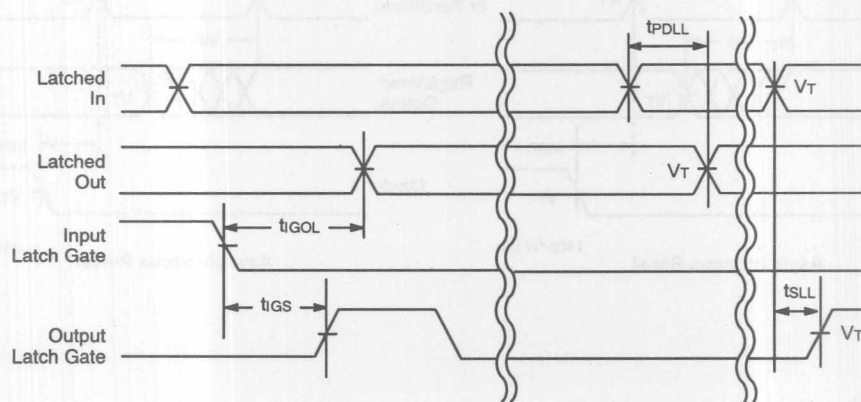 tPDLL
Latched
In
VT
Latched
Out
VT
tIGOL
Input
Latch Gate
tIGS
tSLL
Output
Latch Gate
VT